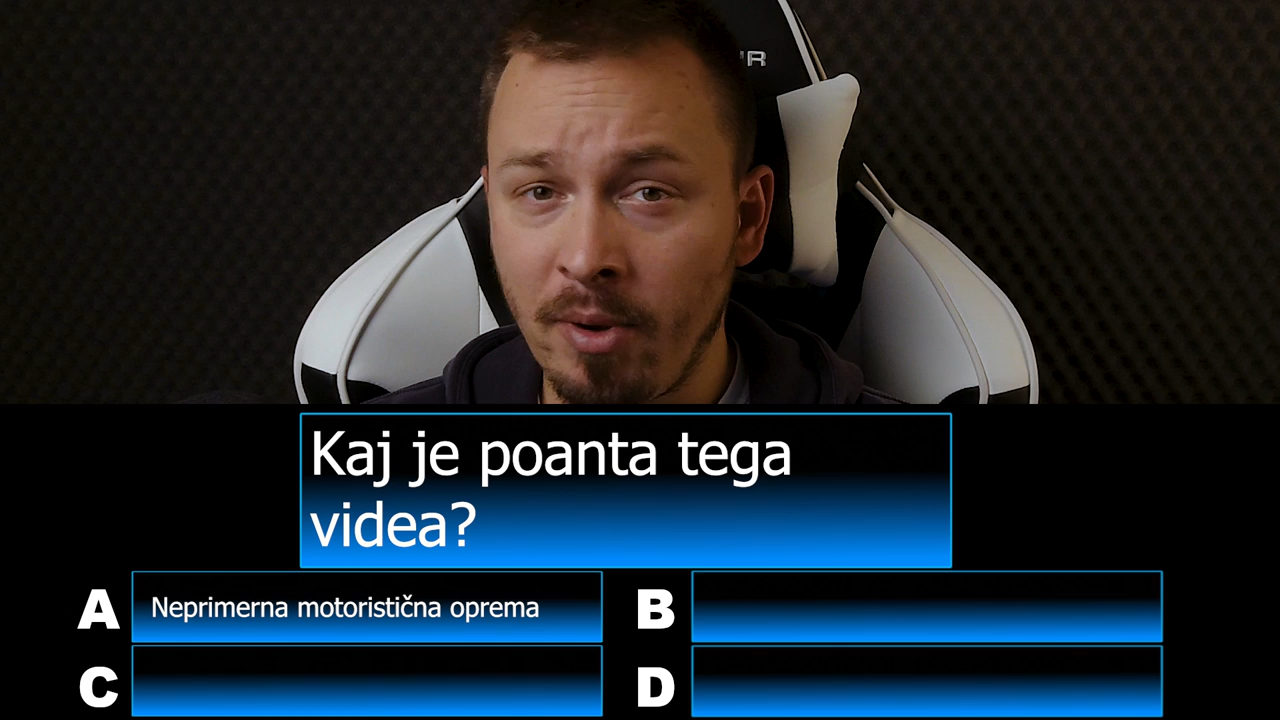 Kaj je poanta tega
videa?
A Neprimerna motoristična oprema
B
C
D